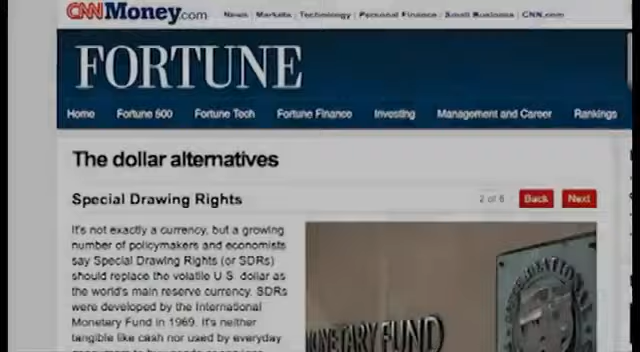 CNNMoney.com
News Markets Technology Personal Finance Small Business CNN.com
FORTUNE
Home Fortune 500 Fortune Tech Fortune Finance Investing Management and Career Rankings
The dollar alternatives
Special Drawing Rights
2 of 6 Back Next
It's not exactly a currency, but a growing
number of policymakers and economists
say Special Drawing Rights (or SDRs)
should replace the volatile U.S. dollar as
the world's main reserve currency. SDRs
were developed by the International
Monetary Fund in 1969. It's neither
tangible like cash nor used by everyday
MONETARY FUND
INTERNATIONAL